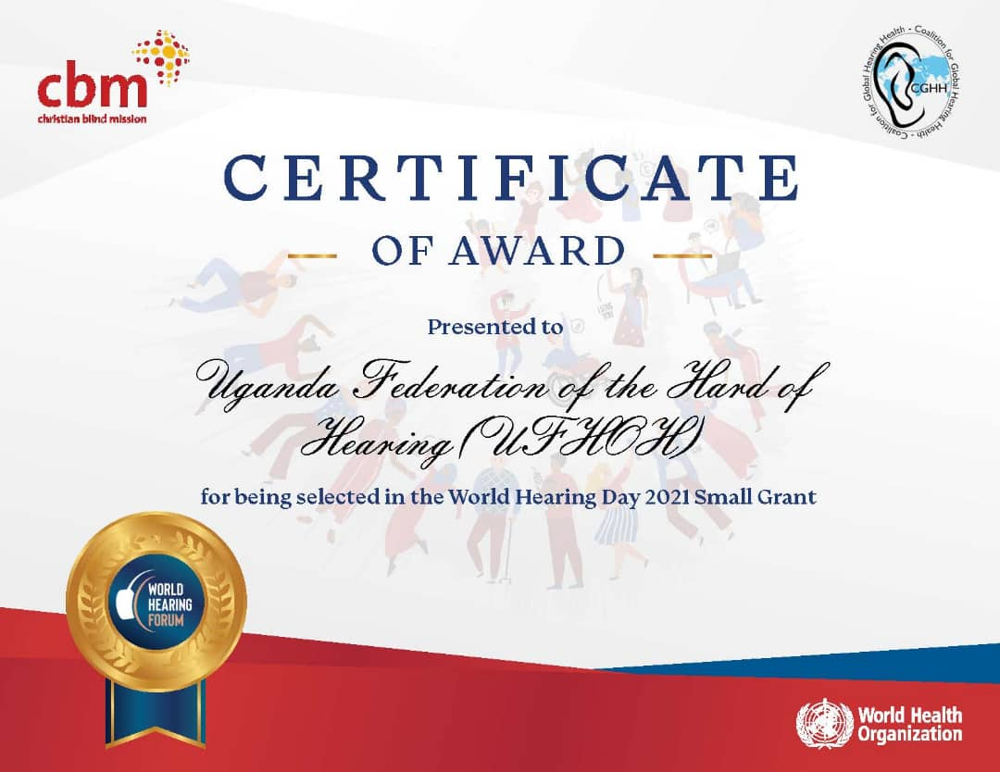 cbm
christian blind mission
Coalition for Global Hearing Health - Coalition for Global Hearing Health -
CGHH
CERTIFICATE
OF AWARD
Presented to
Uganda Federation of the Hard of
Hearing (UFHOH)
for being selected in the World Hearing Day 2021 Small Grant
WORLD
HEARING
FORUM
World Health
Organization